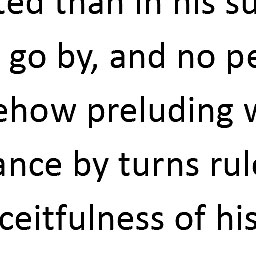 ted than in his su
go by, and no pe
ehow preluding w
ance by turns rul
ceitfulness of his